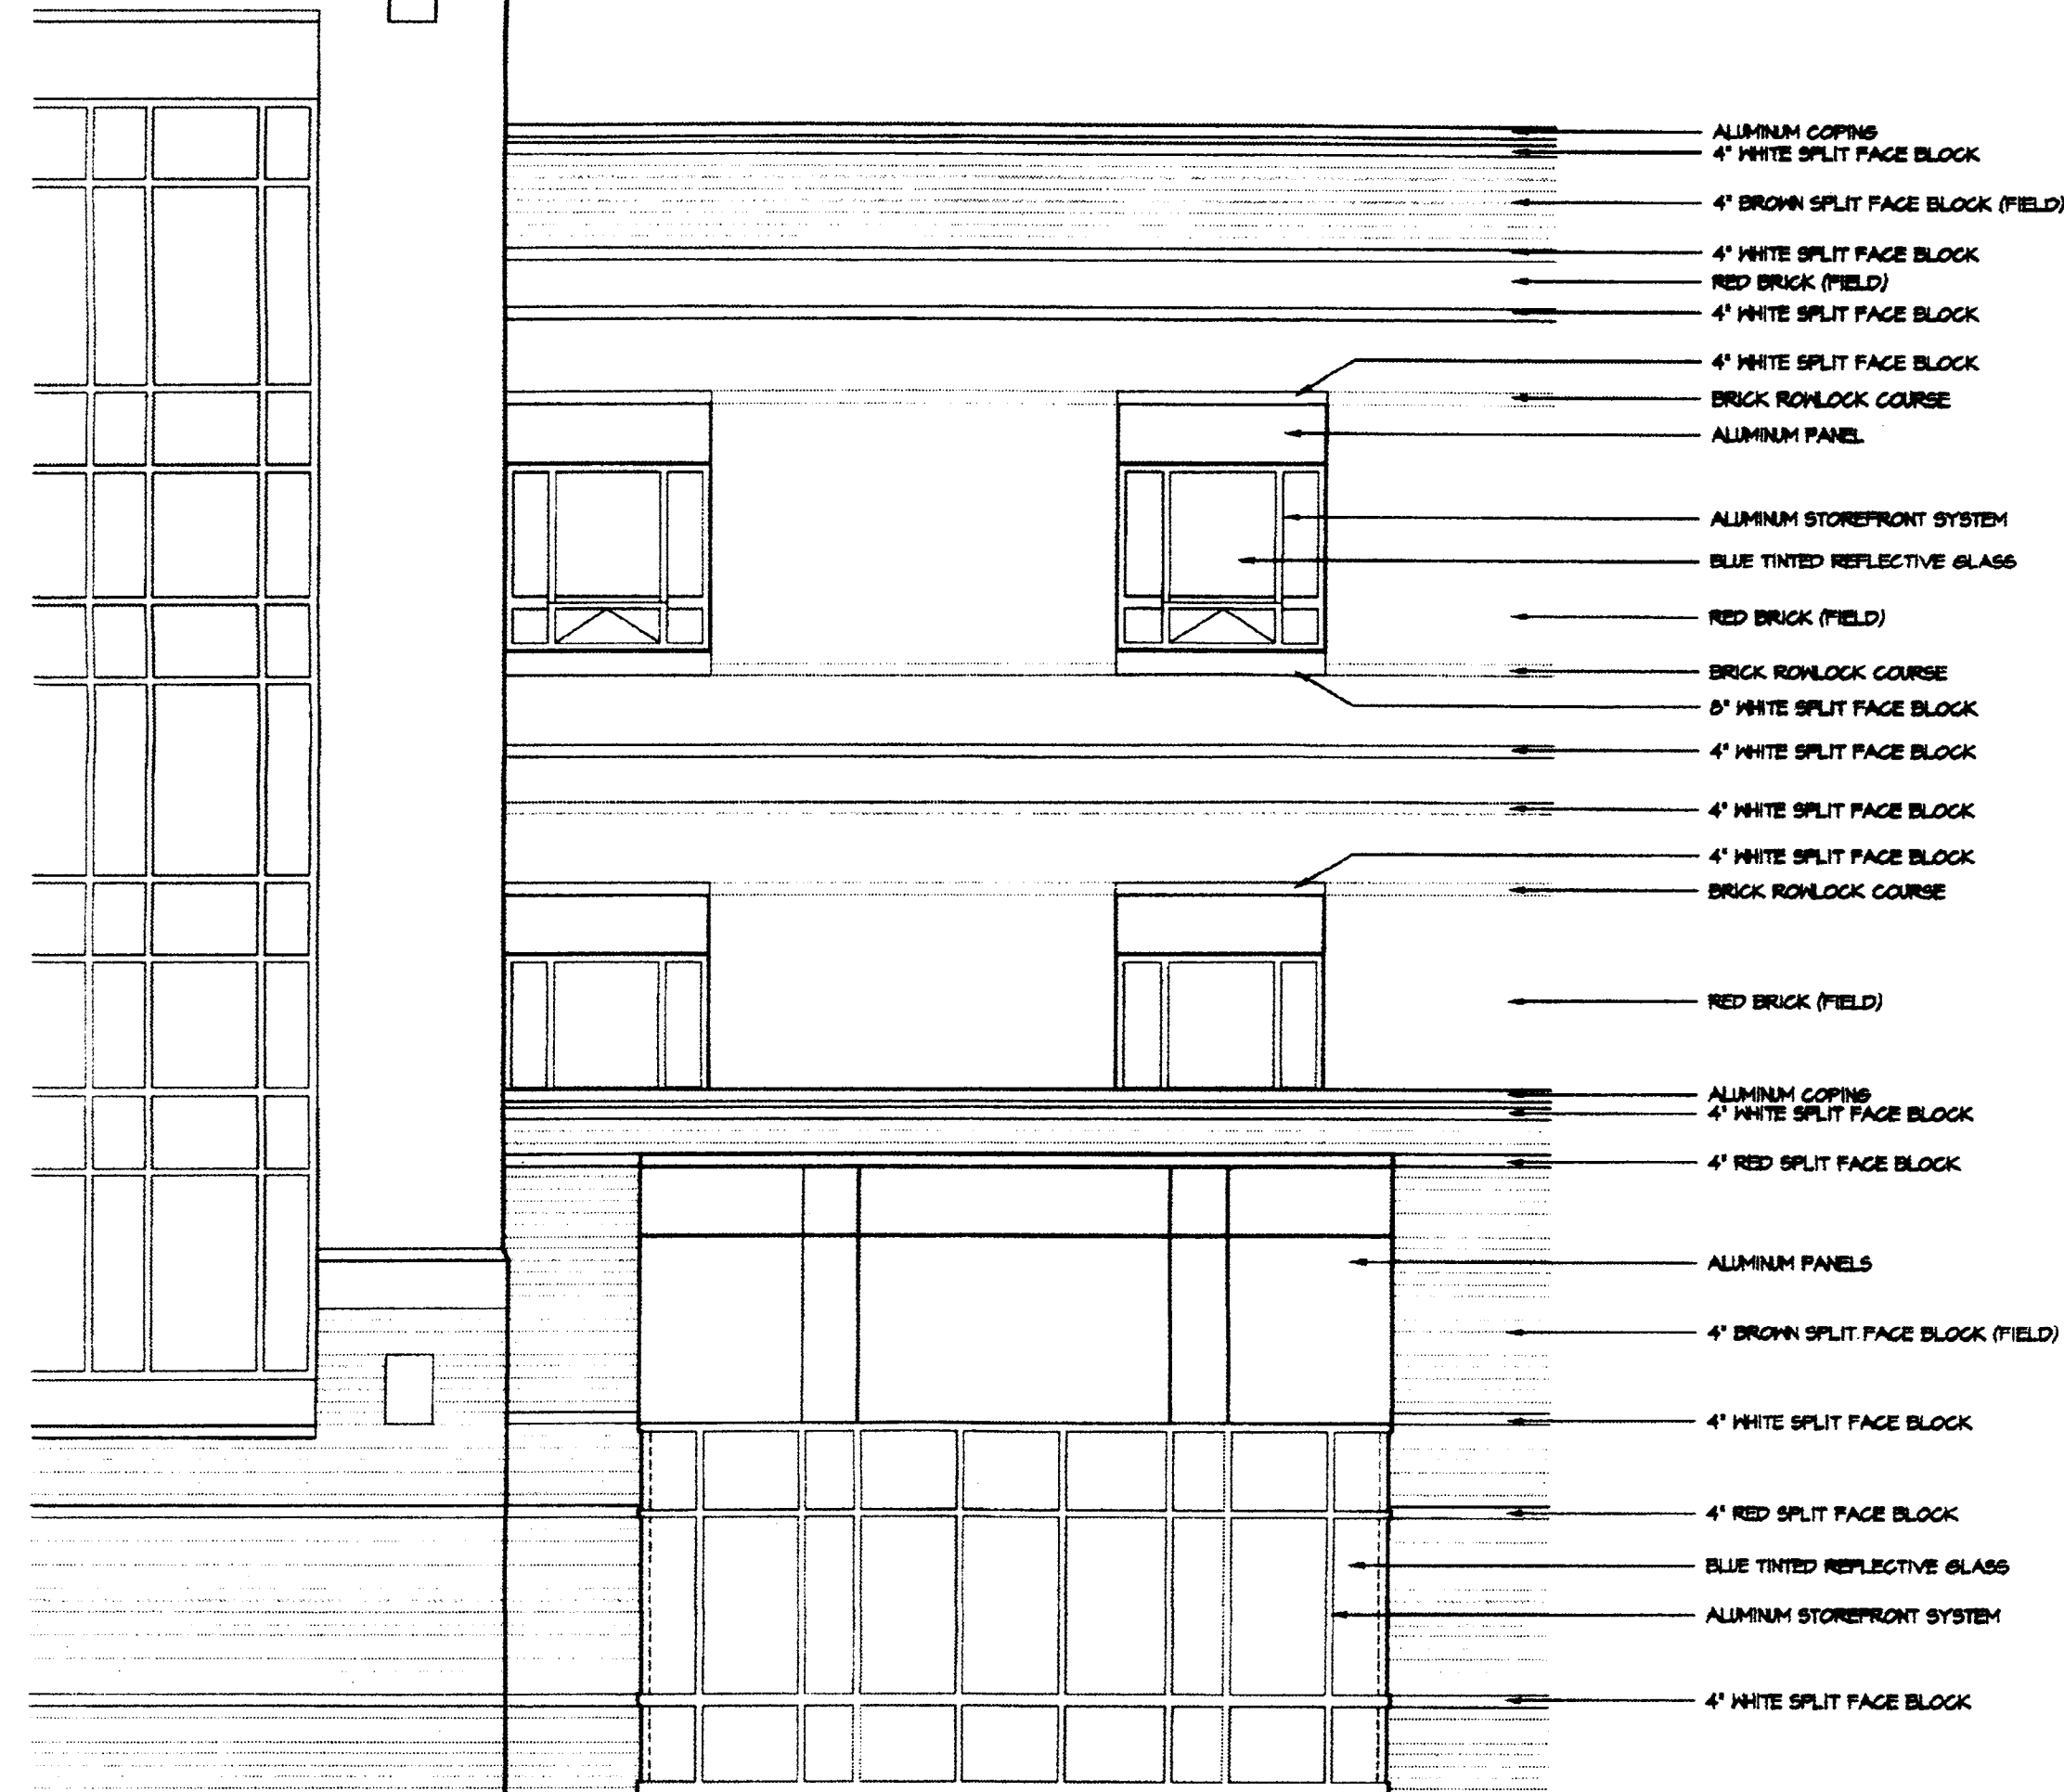 ALUMINUM COPING
4" WHITE SPLIT FACE BLOCK
4" BROWN SPLIT FACE BLOCK (FIELD)
4" WHITE SPLIT FACE BLOCK
RED BRICK (FIELD)
4" WHITE SPLIT FACE BLOCK
4" WHITE SPLIT FACE BLOCK
BRICK ROWLOCK COURSE
ALUMINUM PANEL
ALUMINUM STOREFRONT SYSTEM
BLUE TINTED REFLECTIVE GLASS
RED BRICK (FIELD)
BRICK ROWLOCK COURSE
8" WHITE SPLIT FACE BLOCK
4" WHITE SPLIT FACE BLOCK
4" WHITE SPLIT FACE BLOCK
4" WHITE SPLIT FACE BLOCK
BRICK ROWLOCK COURSE
RED BRICK (FIELD)
ALUMINUM COPING
4" WHITE SPLIT FACE BLOCK
4" RED SPLIT FACE BLOCK
ALUMINUM PANELS
4" BROWN SPLIT FACE BLOCK (FIELD)
4" WHITE SPLIT FACE BLOCK
4" RED SPLIT FACE BLOCK
BLUE TINTED REFLECTIVE GLASS
ALUMINUM STOREFRONT SYSTEM
4" WHITE SPLIT FACE BLOCK